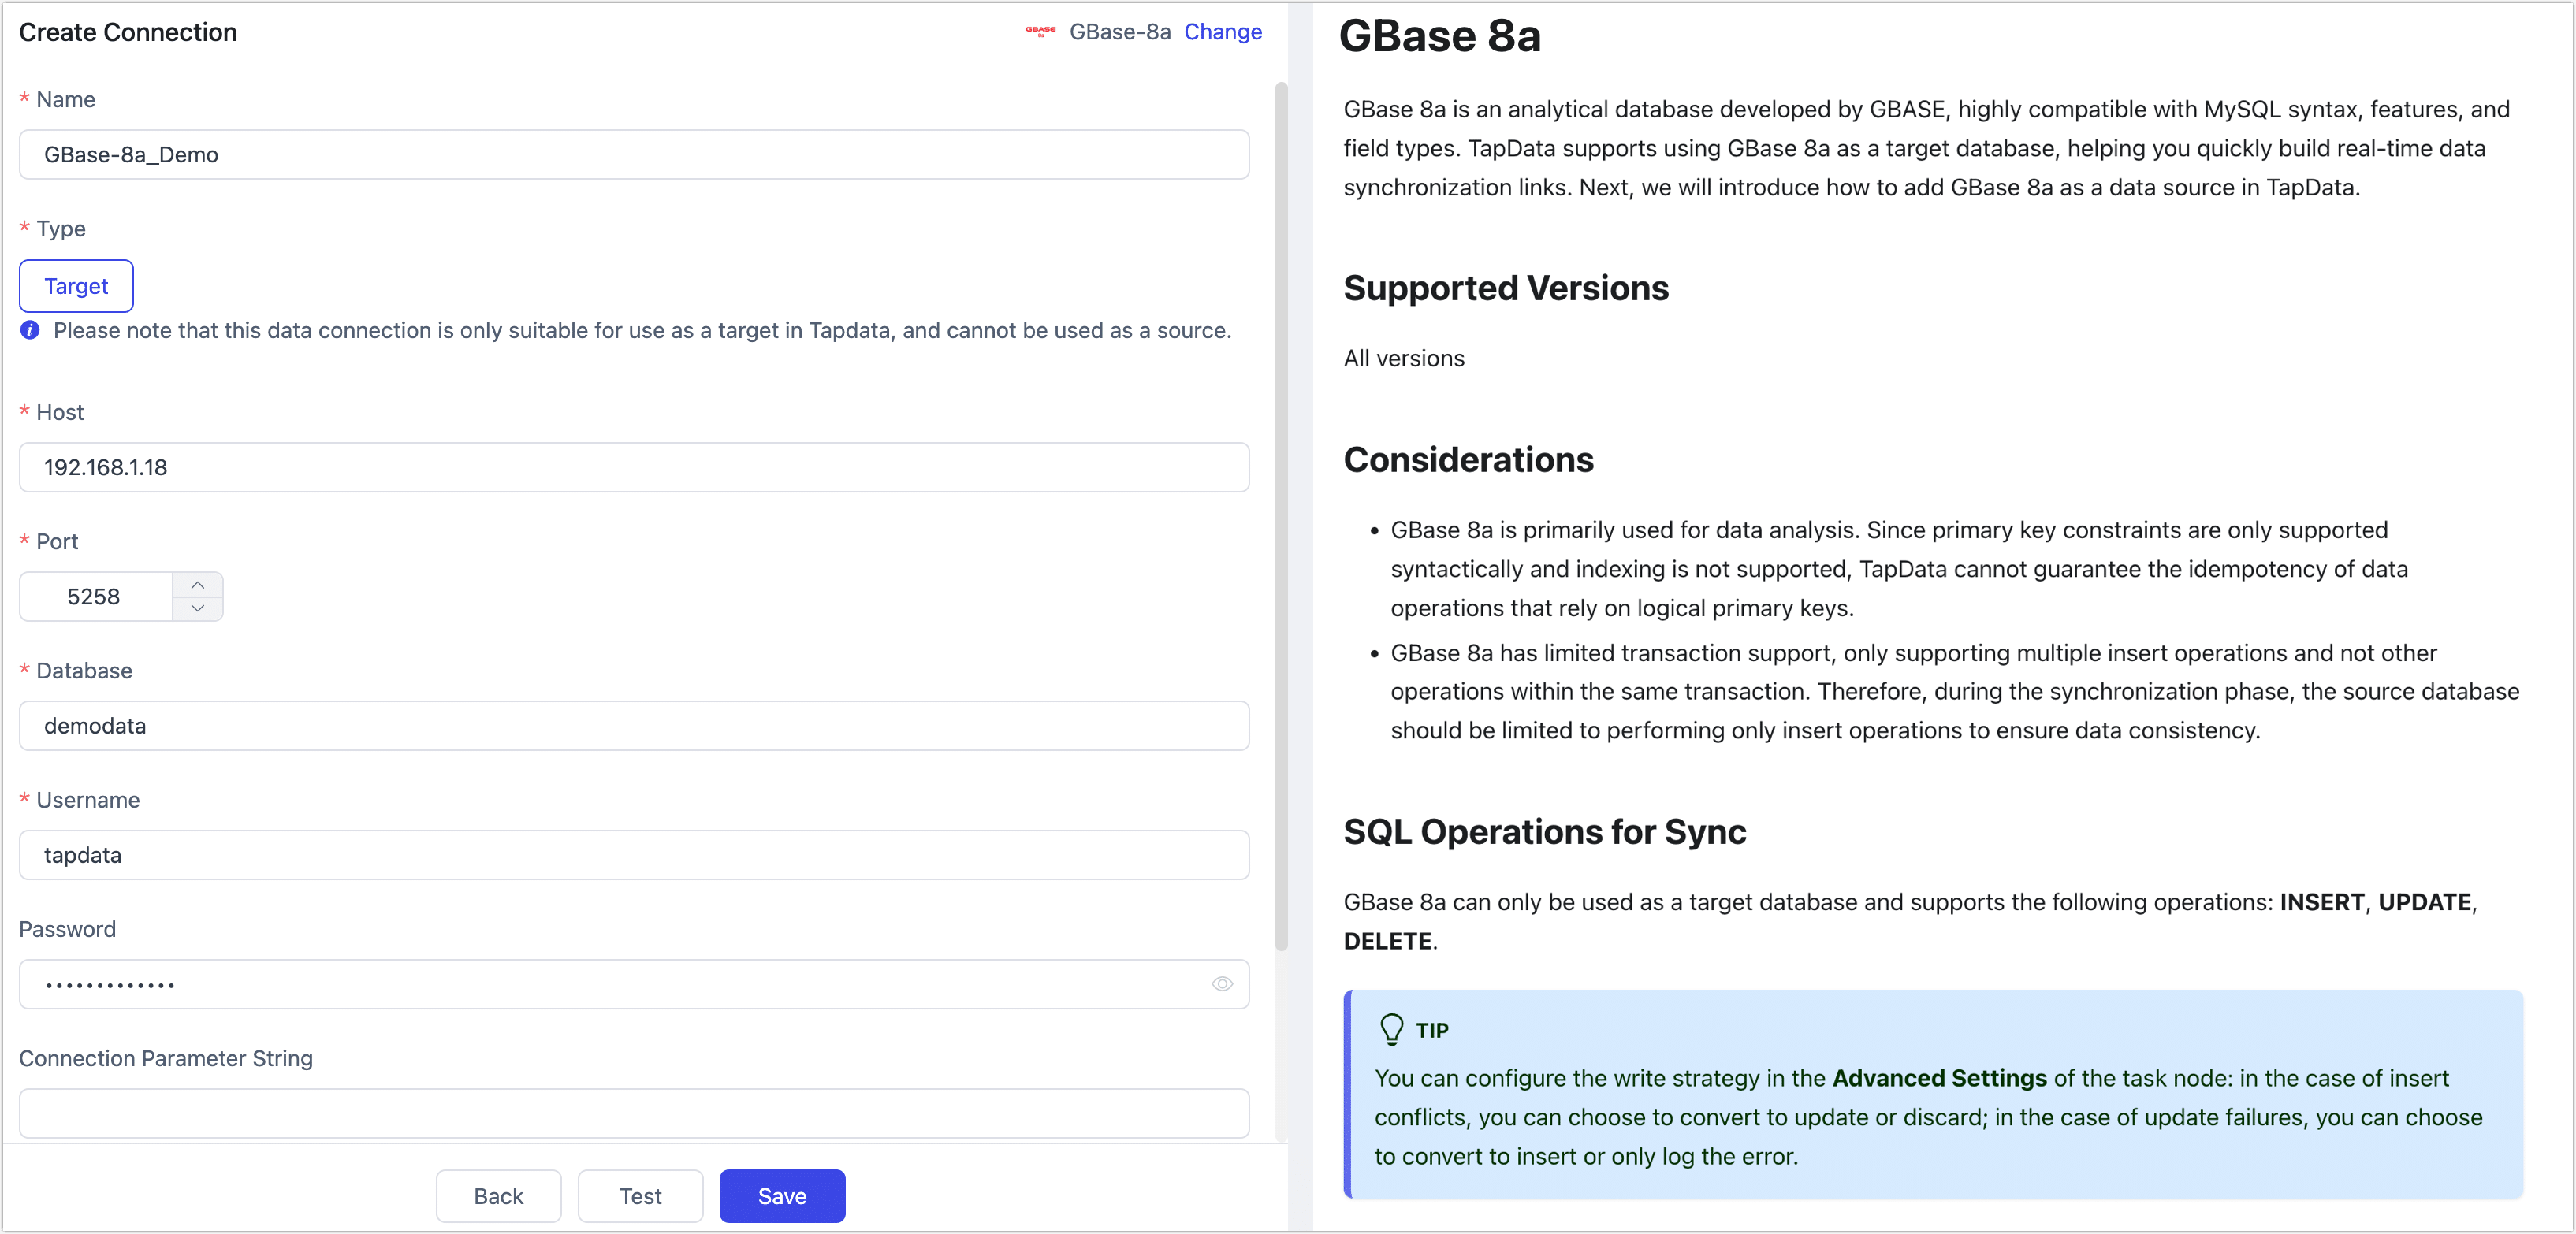 Create Connection
GBASE
8a
GBase-8a Change
* Name
GBase-8a_Demo
* Type
Target
Please note that this data connection is only suitable for use as a target in Tapdata, and cannot be used as a source.
* Host
192.168.1.18
* Port
5258
* Database
demodata
* Username
tapdata
Password
•••••••••••••
Connection Parameter String
Back Test Save
GBase 8a
GBase 8a is an analytical database developed by GBASE, highly compatible with MySQL syntax, features, and
field types. TapData supports using GBase 8a as a target database, helping you quickly build real-time data
synchronization links. Next, we will introduce how to add GBase 8a as a data source in TapData.
Supported Versions
All versions
Considerations
• GBase 8a is primarily used for data analysis. Since primary key constraints are only supported
syntactically and indexing is not supported, TapData cannot guarantee the idempotency of data
operations that rely on logical primary keys.
• GBase 8a has limited transaction support, only supporting multiple insert operations and not other
operations within the same transaction. Therefore, during the synchronization phase, the source database
should be limited to performing only insert operations to ensure data consistency.
SQL Operations for Sync
GBase 8a can only be used as a target database and supports the following operations: INSERT, UPDATE,
DELETE.
TIP
You can configure the write strategy in the Advanced Settings of the task node: in the case of insert
conflicts, you can choose to convert to update or discard; in the case of update failures, you can choose
to convert to insert or only log the error.